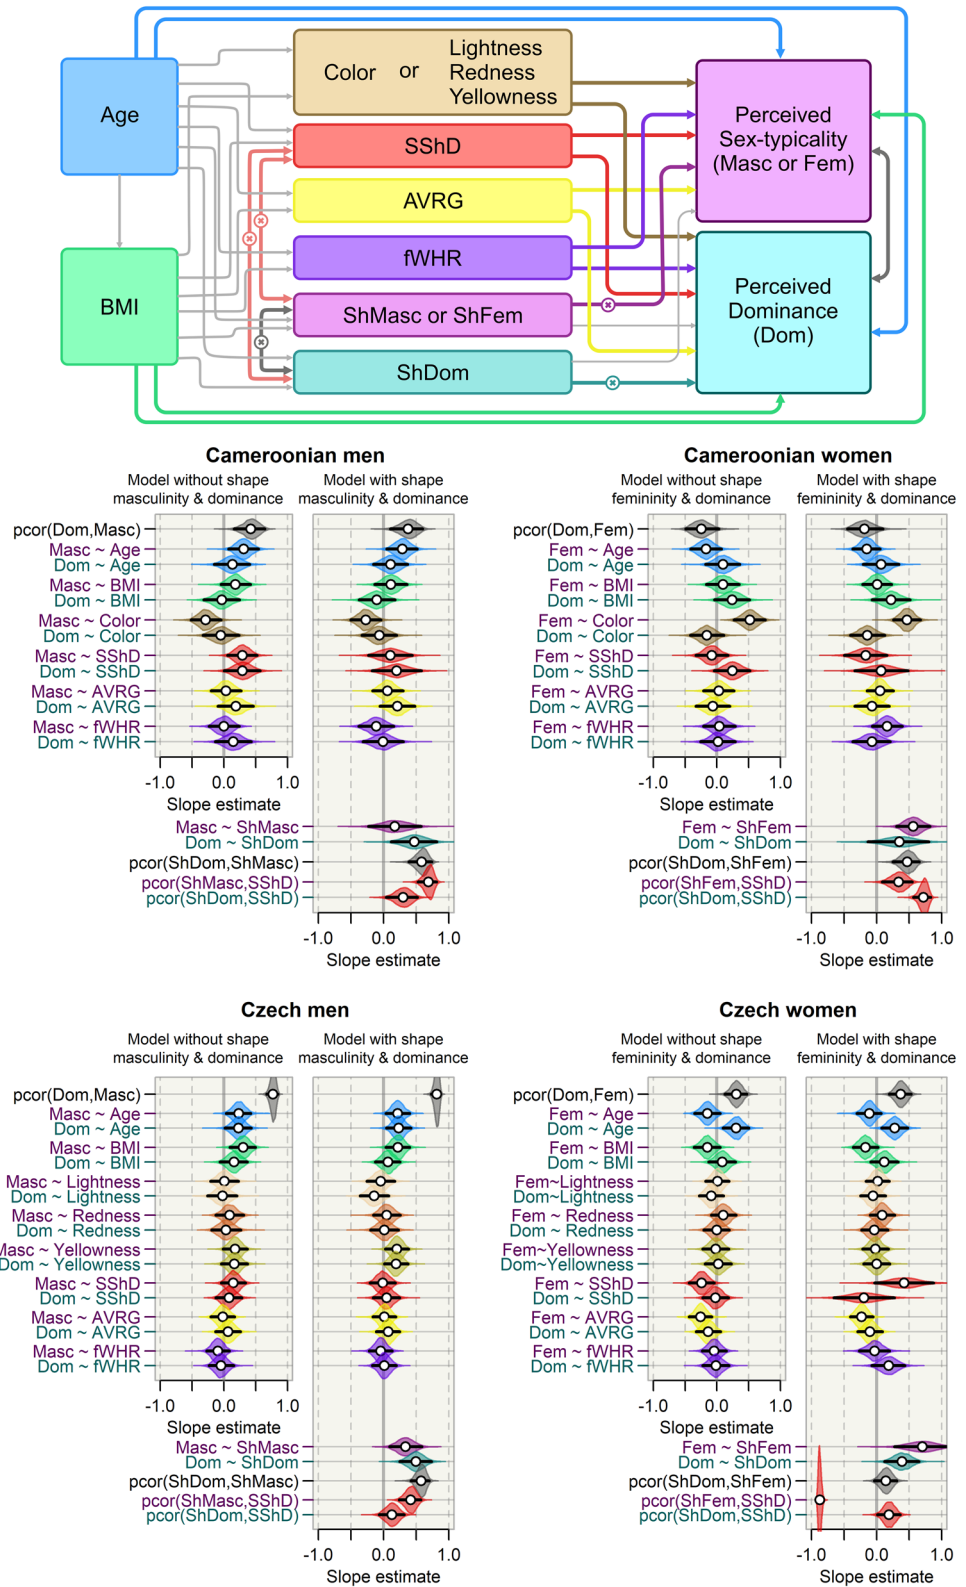 Age
BMI
Color or Lightness
Redness
Yellowness
SShD
AVRG
fWHR
ShMasc or ShFem
ShDom
Perceived
Sex-typicality
(Masc or Fem)
Perceived
Dominance
(Dom)
Cameroonian men
Model without shape
masculinity & dominance
Model with shape
masculinity & dominance
pcor(Dom,Masc)
Masc ~ Age
Dom ~ Age
Masc ~ BMI
Dom ~ BMI
Masc ~ Color
Dom ~ Color
Masc ~ SShD
Dom ~ SShD
Masc ~ AVRG
Dom ~ AVRG
Masc ~ fWHR
Dom ~ fWHR
-1.0 0.0 1.0
Slope estimate
Masc ~ ShMasc
Dom ~ ShDom
pcor(ShDom,ShMasc)
pcor(ShMasc,SShD)
pcor(ShDom,SShD)
-1.0 0.0 1.0
Slope estimate
Cameroonian women
Model without shape
femininity & dominance
Model with shape
femininity & dominance
pcor(Dom,Fem)
Fem ~ Age
Dom ~ Age
Fem ~ BMI
Dom ~ BMI
Fem ~ Color
Dom ~ Color
Fem ~ SShD
Dom ~ SShD
Fem ~ AVRG
Dom ~ AVRG
Fem ~ fWHR
Dom ~ fWHR
-1.0 0.0 1.0
Slope estimate
Fem ~ ShFem
Dom ~ ShDom
pcor(ShDom,ShFem)
pcor(ShFem,SShD)
pcor(ShDom,SShD)
-1.0 0.0 1.0
Slope estimate
Czech men
Model without shape
masculinity & dominance
Model with shape
masculinity & dominance
pcor(Dom,Masc)
Masc ~ Age
Dom ~ Age
Masc ~ BMI
Dom ~ BMI
Masc ~ Lightness
Dom ~ Lightness
Masc ~ Redness
Dom ~ Redness
Masc ~ Yellowness
Dom ~ Yellowness
Masc ~ SShD
Dom ~ SShD
Masc ~ AVRG
Dom ~ AVRG
Masc ~ fWHR
Dom ~ fWHR
-1.0 0.0 1.0
Slope estimate
Masc ~ ShMasc
Dom ~ ShDom
pcor(ShDom,ShMasc)
pcor(ShMasc,SShD)
pcor(ShDom,SShD)
-1.0 0.0 1.0
Slope estimate
Czech women
Model without shape
femininity & dominance
Model with shape
femininity & dominance
pcor(Dom,Fem)
Fem ~ Age
Dom ~ Age
Fem ~ BMI
Dom ~ BMI
Fem~Lightness
Dom~Lightness
Fem ~ Redness
Dom ~ Redness
Fem~Yellowness
Dom~Yellowness
Fem ~ SShD
Dom ~ SShD
Fem ~ AVRG
Dom ~ AVRG
Fem ~ fWHR
Dom ~ fWHR
-1.0 0.0 1.0
Slope estimate
Fem ~ ShFem
Dom ~ ShDom
pcor(ShDom,ShFem)
pcor(ShFem,SShD)
pcor(ShDom,SShD)
-1.0 0.0 1.0
Slope estimate